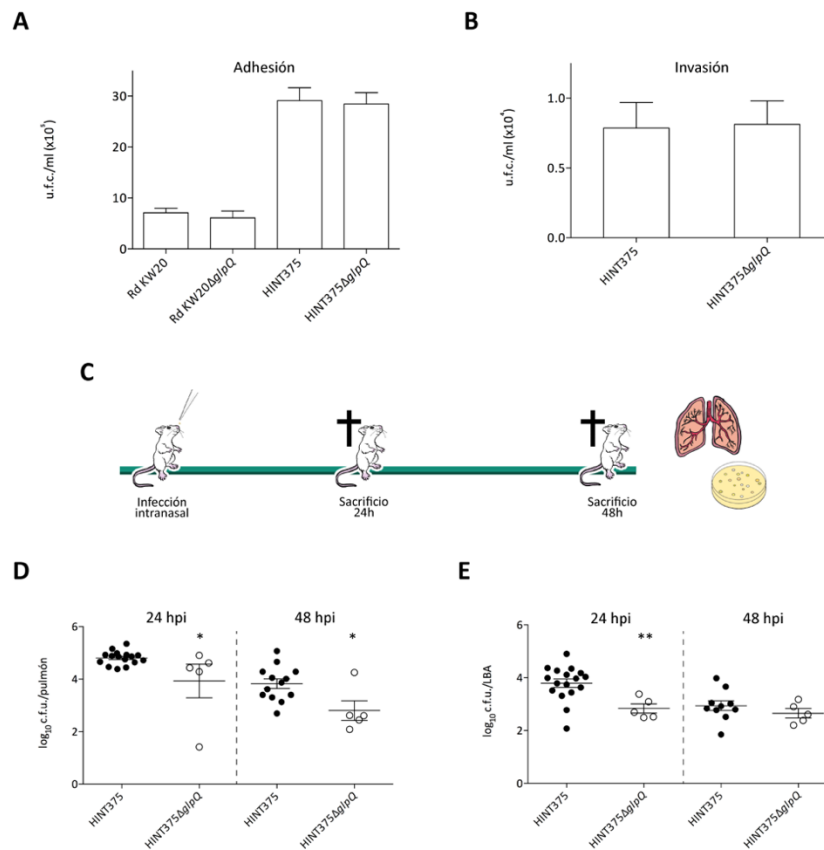 A
Adhesión
u.f.c./ml (x10⁵)
30
20
10
0
Rd KW20
Rd KW20ΔglpQ
HINT375
HINT375ΔglpQ
B
Invasión
u.f.c./ml (x10⁴)
1.0
0.5
0.0
HINT375
HINT375ΔglpQ
C
Infección
intranasal
Sacrificio
24h
Sacrificio
48h
D
24 hpi
48 hpi
*
*
log₁₀ c.f.u./pulmón
6
4
2
0
HINT375
HINT375ΔglpQ
HINT375
HINT375ΔglpQ
E
24 hpi
48 hpi
**
log₁₀ c.f.u./LBA
6
4
2
0
HINT375
HINT375ΔglpQ
HINT375
HINT375ΔglpQ